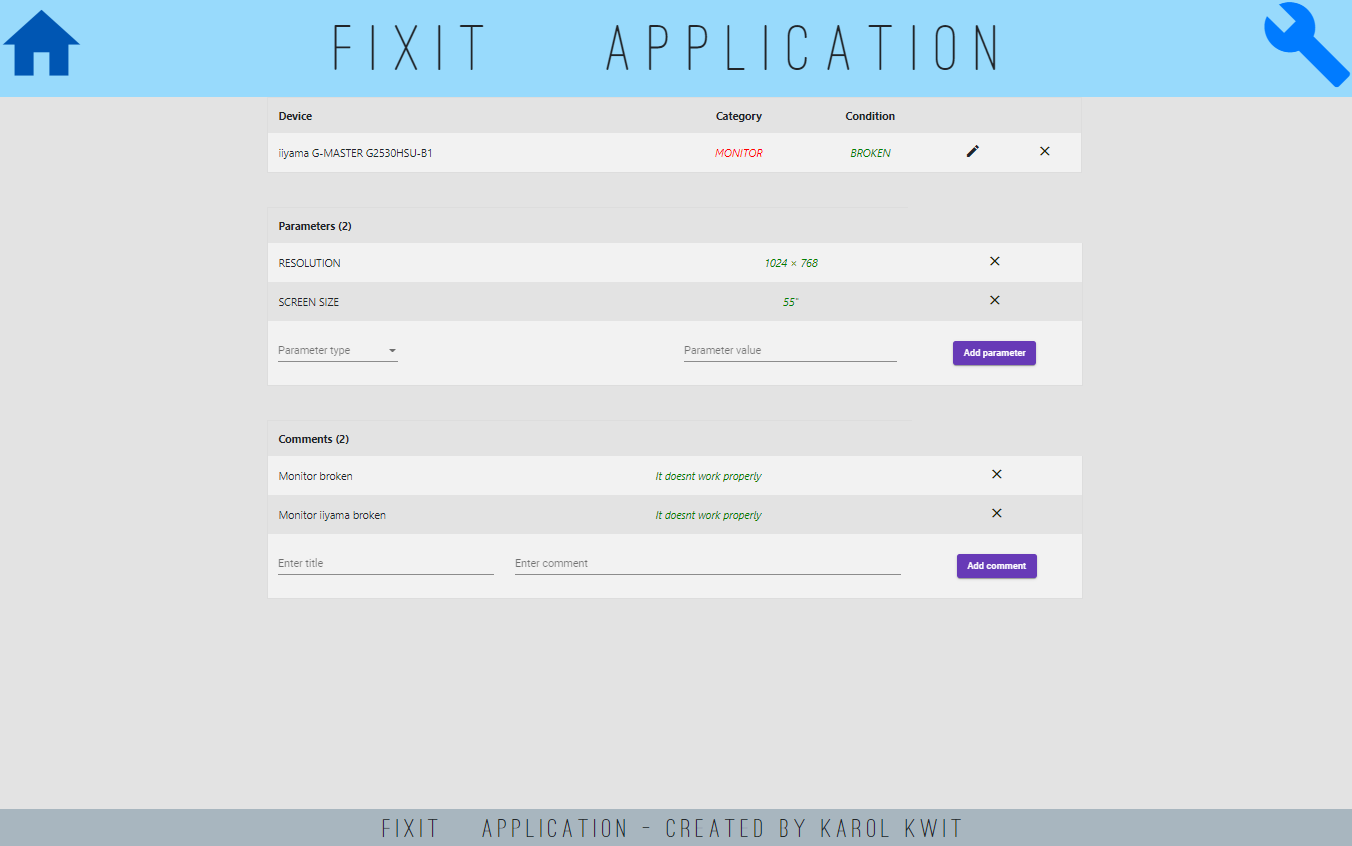 FIXIT APPLICATION
Device Category Condition
iiyama G-MASTER G2530HSU-B1 MONITOR BROKEN
Parameters (2)
RESOLUTION 1024 × 768
SCREEN SIZE 55"
Parameter type Parameter value Add parameter
Comments (2)
Monitor broken It doesnt work properly
Monitor iiyama broken It doesnt work properly
Enter title Enter comment Add comment
FIXIT APPLICATION - CREATED BY KAROL KWIT